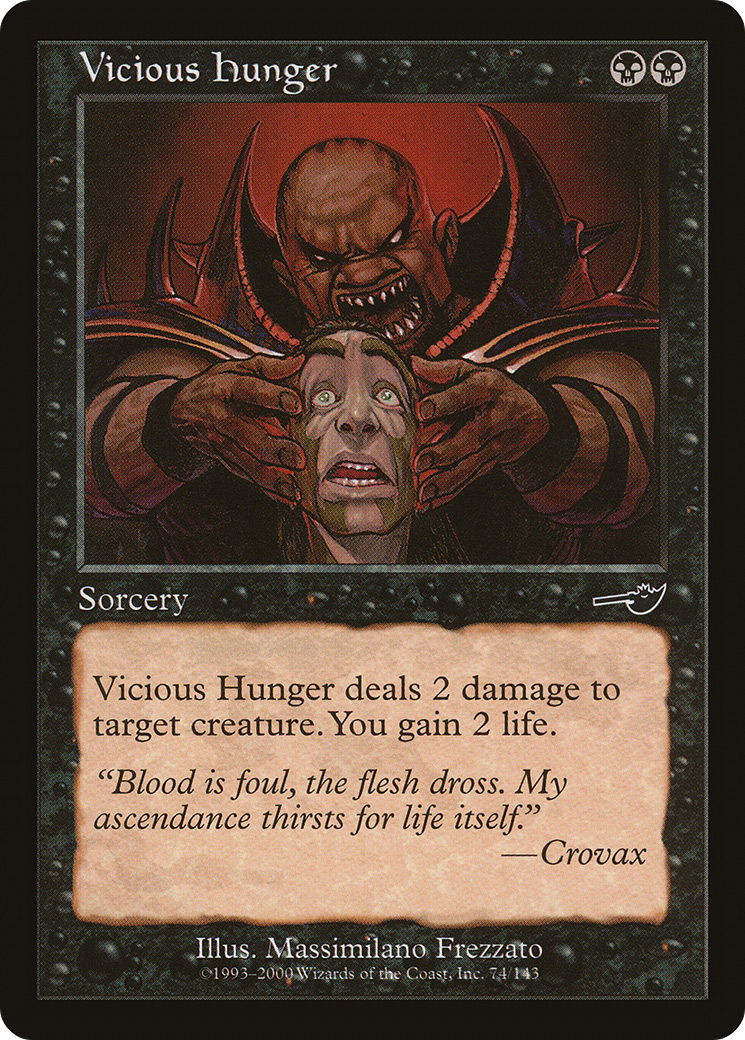 Vicious Hunger
Sorcery
Vicious Hunger deals 2 damage to
target creature. You gain 2 life.
“Blood is foul, the flesh dross. My
ascendance thirsts for life itself.”
—Crovax
Illus. Massimilano Frezzato
©1993–2000 Wizards of the Coast, Inc. 74/143